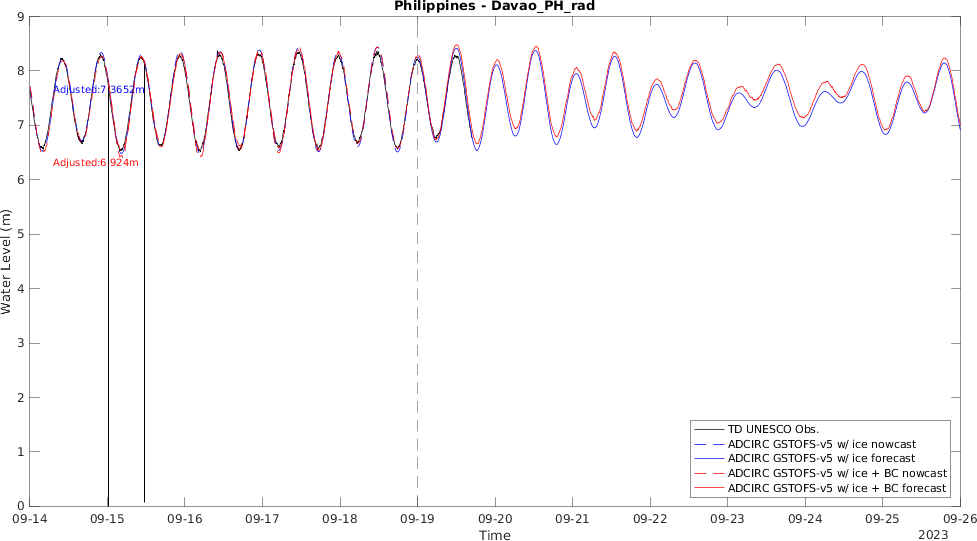 Philippines - Davao_PH_rad
9
8
7
6
5
4
3
2
1
0
Water Level (m)
Adjusted:7.3652m
Adjusted:6.924m
TD UNESCO Obs.
ADCIRC GSTOFS-v5 w/ ice nowcast
ADCIRC GSTOFS-v5 w/ ice forecast
ADCIRC GSTOFS-v5 w/ ice + BC nowcast
ADCIRC GSTOFS-v5 w/ ice + BC forecast
09-14 09-15 09-16 09-17 09-18 09-19 09-20 09-21 09-22 09-23 09-24 09-25 09-26
Time
2023